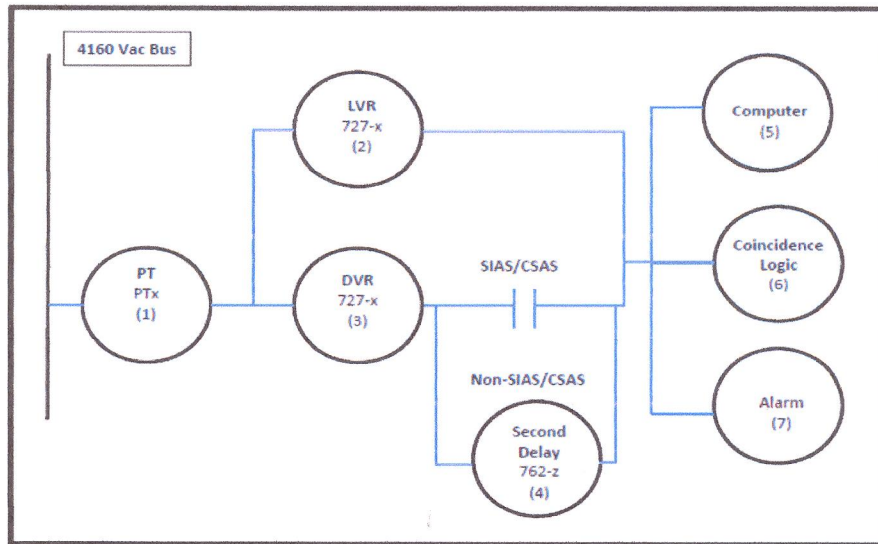 4160 Vac Bus
LVR
727-x
(2)
Computer
(5)
PT
PTx
(1)
DVR
727-x
(3)
SIAS/CSAS
Coincidence
Logic
(6)
Non-SIAS/CSAS
Second
Delay
762-z
(4)
Alarm
(7)